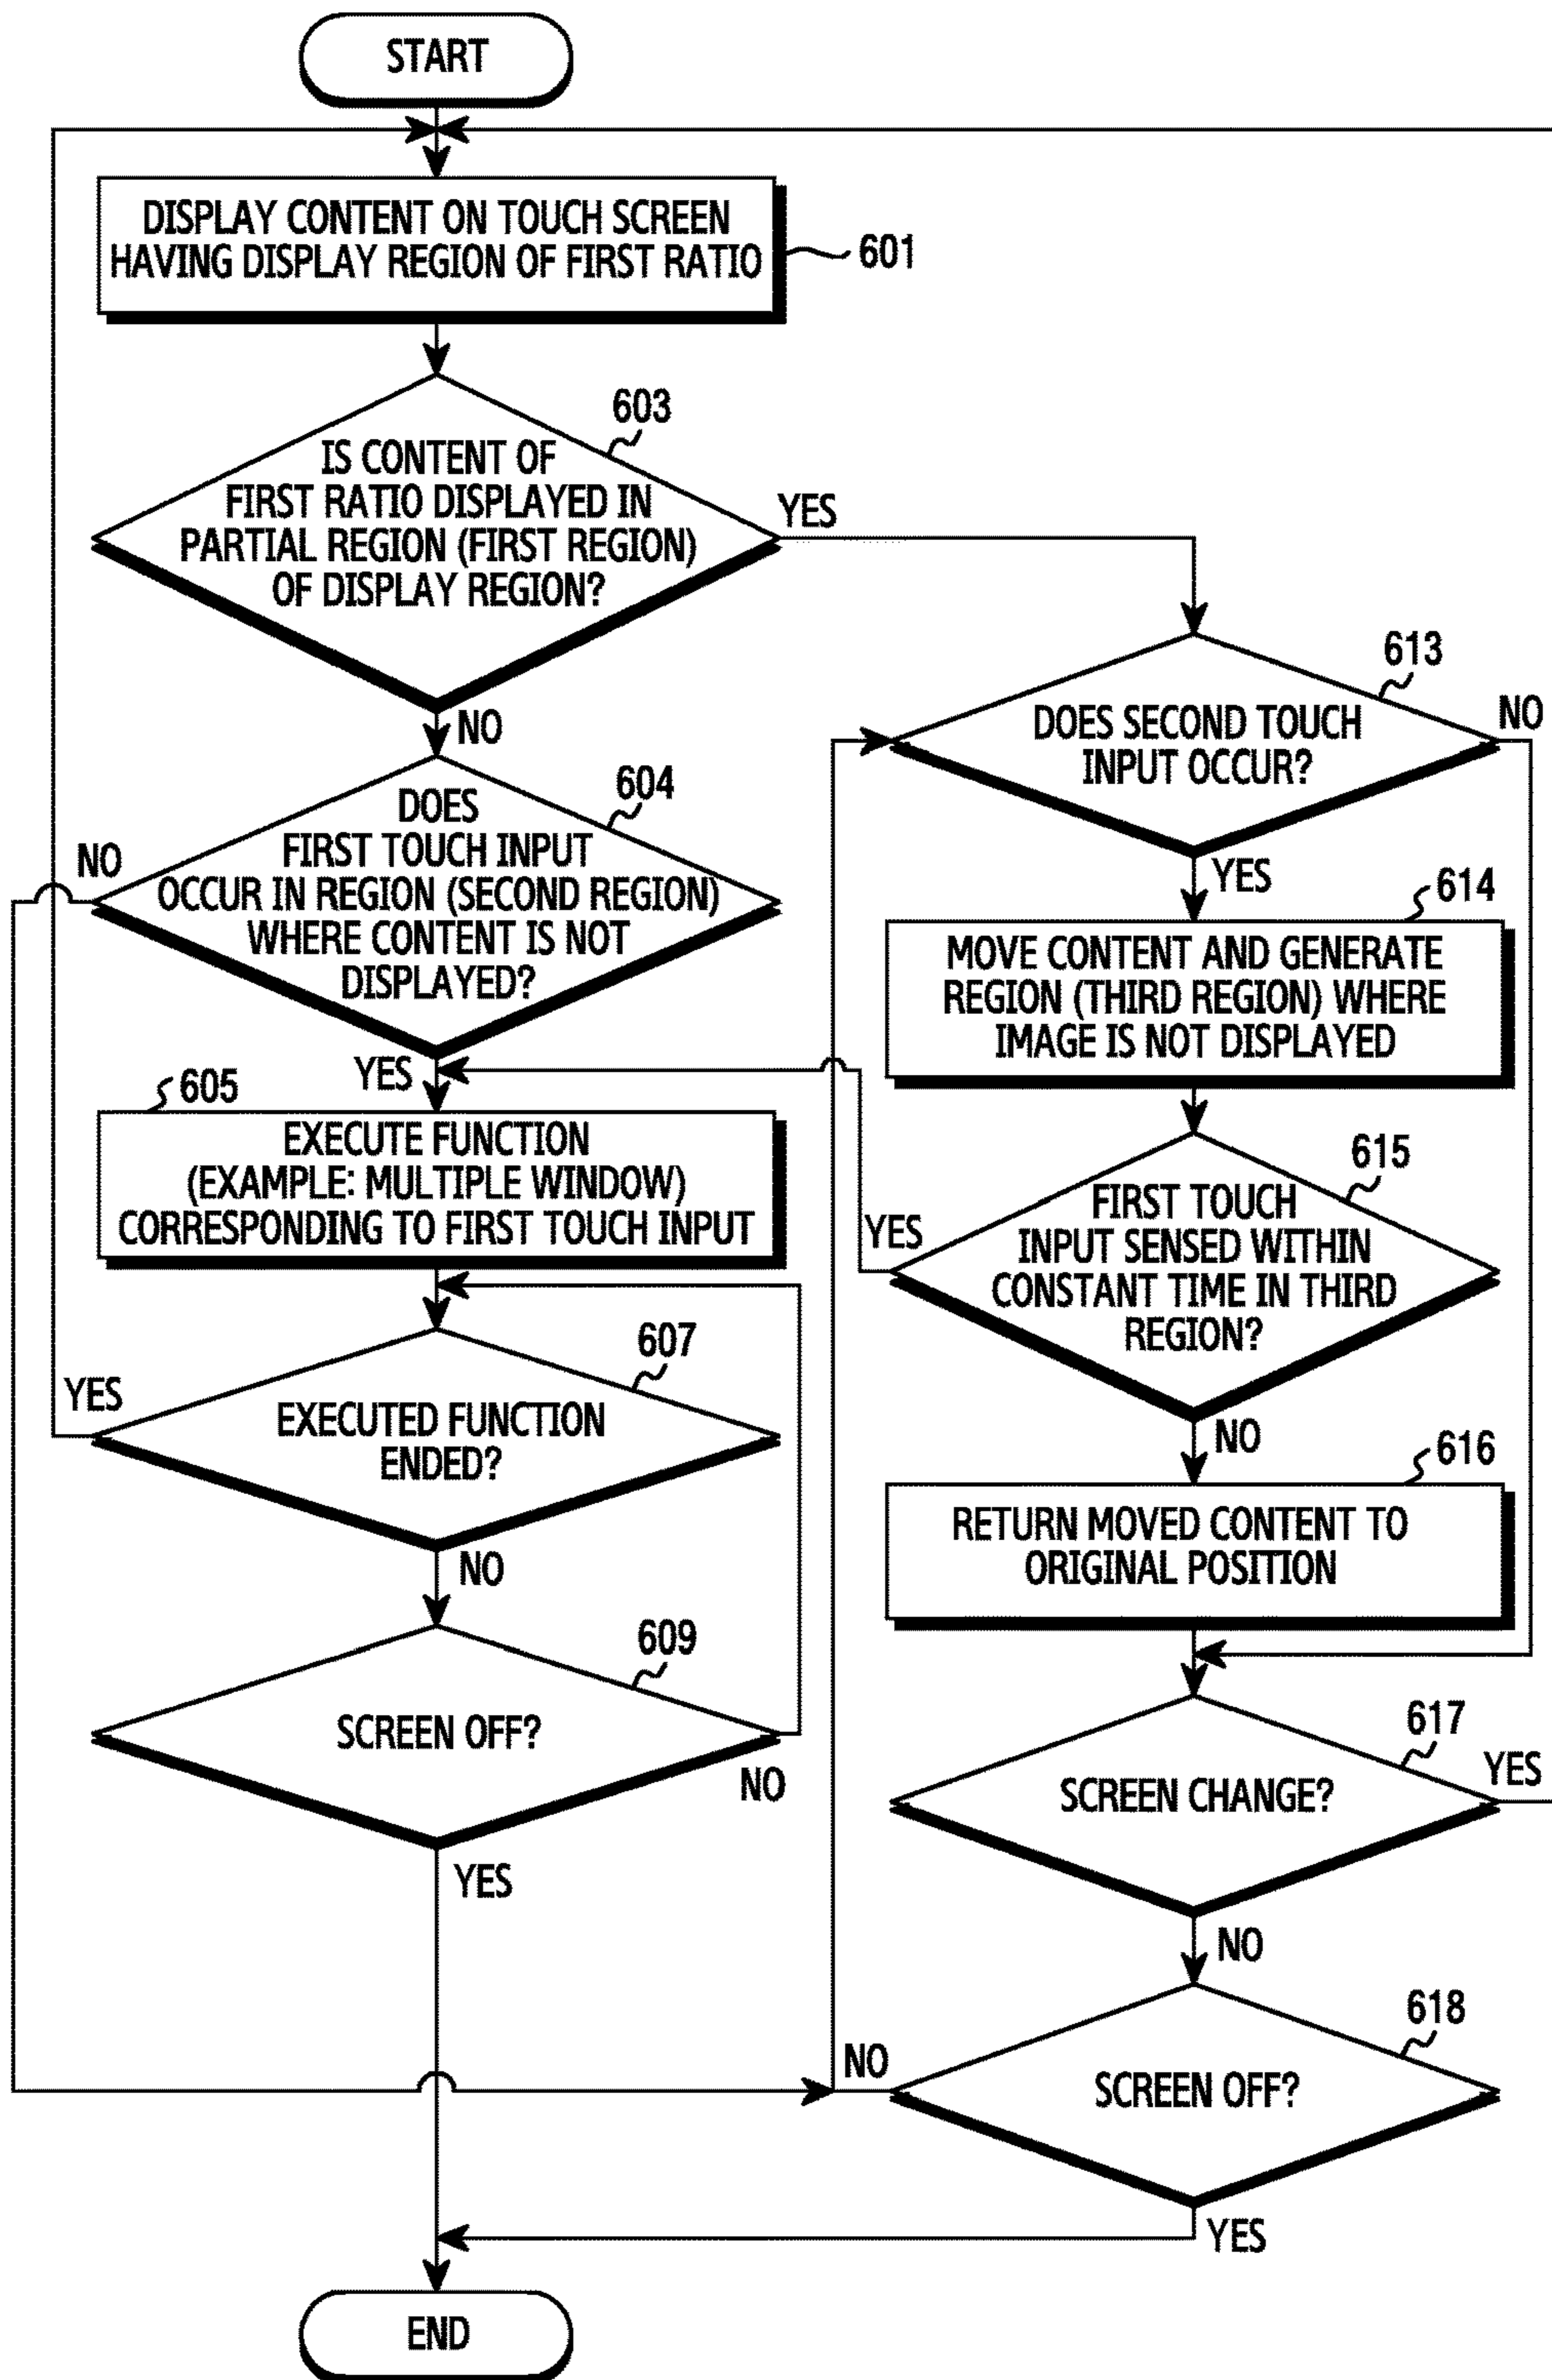 START
DISPLAY CONTENT ON TOUCH SCREEN
HAVING DISPLAY REGION OF FIRST RATIO
601
603
IS CONTENT OF
FIRST RATIO DISPLAYED IN
PARTIAL REGION (FIRST REGION)
OF DISPLAY REGION?
YES
NO
604
DOES
FIRST TOUCH INPUT
OCCUR IN REGION (SECOND REGION)
WHERE CONTENT IS NOT
DISPLAYED?
NO
YES
605
EXECUTE FUNCTION
(EXAMPLE: MULTIPLE WINDOW)
CORRESPONDING TO FIRST TOUCH INPUT
607
EXECUTED FUNCTION
ENDED?
YES
NO
609
SCREEN OFF?
NO
YES
613
DOES SECOND TOUCH
INPUT OCCUR?
NO
YES
614
MOVE CONTENT AND GENERATE
REGION (THIRD REGION) WHERE
IMAGE IS NOT DISPLAYED
615
FIRST TOUCH
INPUT SENSED WITHIN
CONSTANT TIME IN THIRD
REGION?
YES
NO
616
RETURN MOVED CONTENT TO
ORIGINAL POSITION
617
SCREEN CHANGE?
YES
NO
618
SCREEN OFF?
NO
YES
END